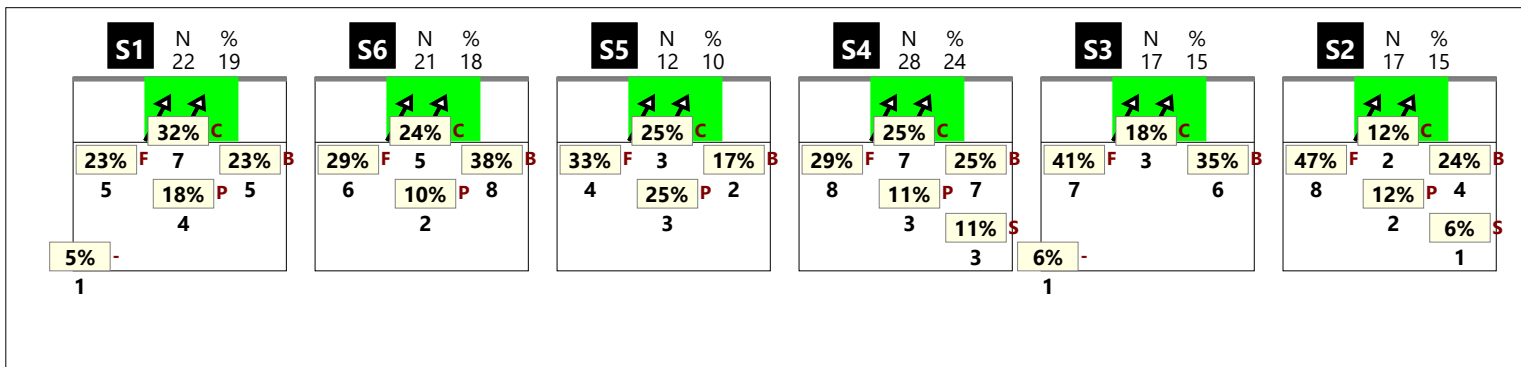 S1 N % S6 N % S5 N % S4 N % S3 N % S2 N %
22 19 21 18 12 10 28 24 17 15 17 15
32% C 24% C 25% C 25% C 18% C 12% C
23% F 7 23% B 29% F 5 38% B 33% F 3 17% B 29% F 7 25% B 41% F 3 35% B 47% F 2 24% B
5 18% P 5 6 10% P 8 4 25% P 2 8 11% P 7 7 6 8 12% P 4
4 2 3 3 11% S 2 6% S
5% - 3 6% - 1
1 1